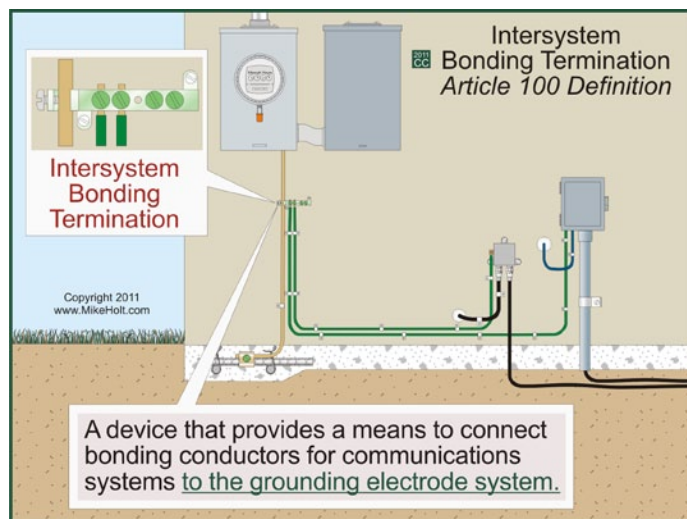 Intersystem
2011
CC
Bonding Termination
Article 100 Definition
Intersystem
Bonding
Termination
Copyright 2011
www.MikeHolt.com
A device that provides a means to connect
bonding conductors for communications
systems to the grounding electrode system.